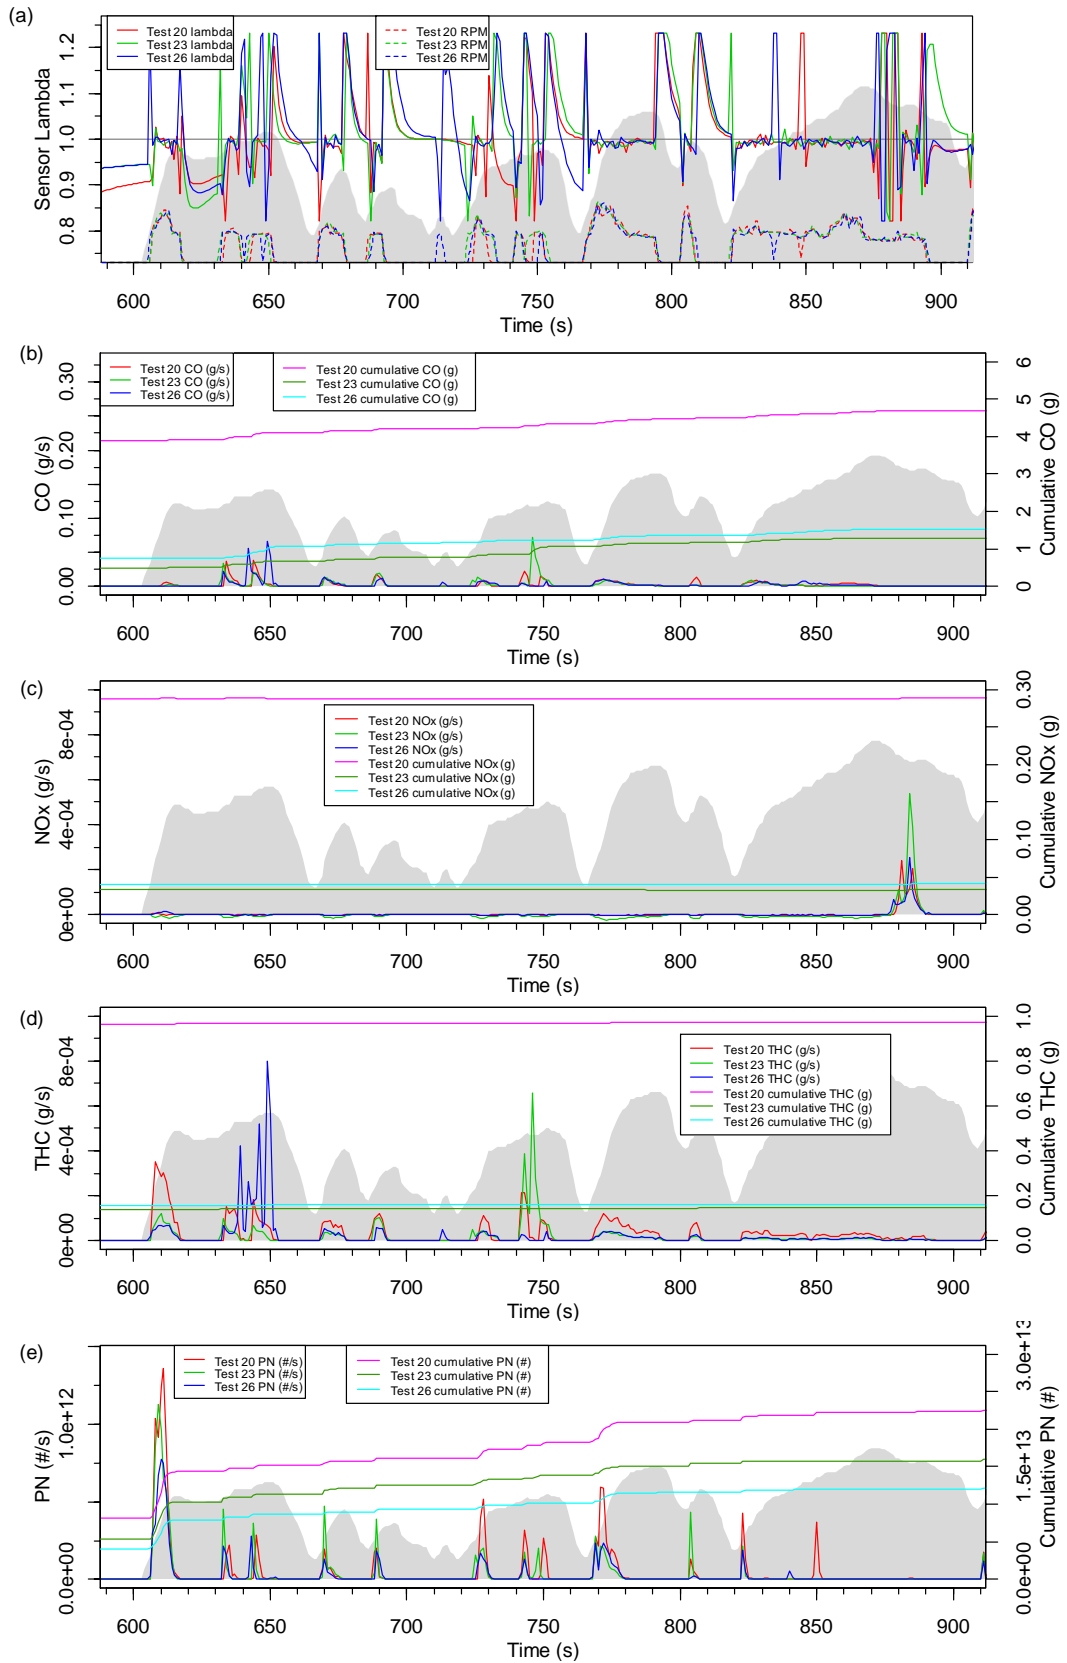 (a)
Test 20 lambda
Test 23 lambda
Test 26 lambda
Test 20 RPM
Test 23 RPM
Test 26 RPM
Sensor Lambda
0.8 0.9 1.0 1.1 1.2
600 650 700 750 800 850 900
Time (s)
(b)
Test 20 CO (g/s)
Test 23 CO (g/s)
Test 26 CO (g/s)
Test 20 cumulative CO (g)
Test 23 cumulative CO (g)
Test 26 cumulative CO (g)
CO (g/s)
0.00 0.10 0.20 0.30
Cumulative CO (g)
0 1 2 3 4 5 6
600 650 700 750 800 850 900
Time (s)
(c)
Test 20 NOx (g/s)
Test 23 NOx (g/s)
Test 26 NOx (g/s)
Test 20 cumulative NOx (g)
Test 23 cumulative NOx (g)
Test 26 cumulative NOx (g)
NOx (g/s)
0e+00 4e-04 8e-04
Cumulative NOx (g)
0.00 0.10 0.20 0.30
600 650 700 750 800 850 900
Time (s)
(d)
Test 20 THC (g/s)
Test 23 THC (g/s)
Test 26 THC (g/s)
Test 20 cumulative THC (g)
Test 23 cumulative THC (g)
Test 26 cumulative THC (g)
THC (g/s)
0e+00 4e-04 8e-04
Cumulative THC (g)
0.0 0.2 0.4 0.6 0.8 1.0
600 650 700 750 800 850 900
Time (s)
(e)
Test 20 PN (#/s)
Test 23 PN (#/s)
Test 26 PN (#/s)
Test 20 cumulative PN (#)
Test 23 cumulative PN (#)
Test 26 cumulative PN (#)
PN (#/s)
0.0e+00 1.0e+12
Cumulative PN (#)
0.0e+00 1.5e+13 3.0e+13
600 650 700 750 800 850 900
Time (s)